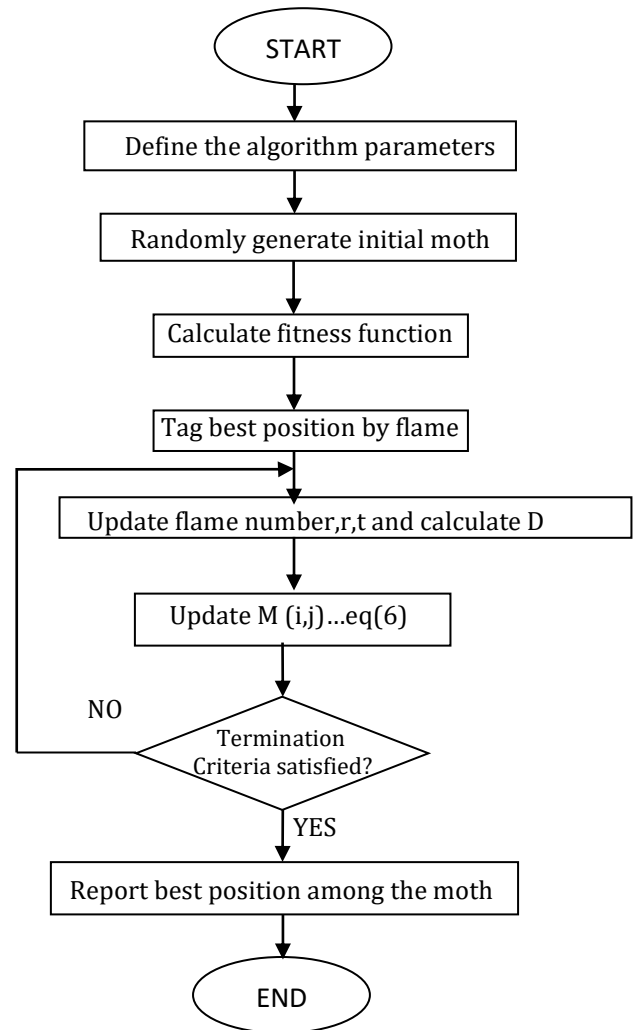 START
Define the algorithm parameters
Randomly generate initial moth
Calculate fitness function
Tag best position by flame
Update flame number,r,t and calculate D
Update M (i,j)...eq(6)
NO
Termination
Criteria satisfied?
YES
Report best position among the moth
END